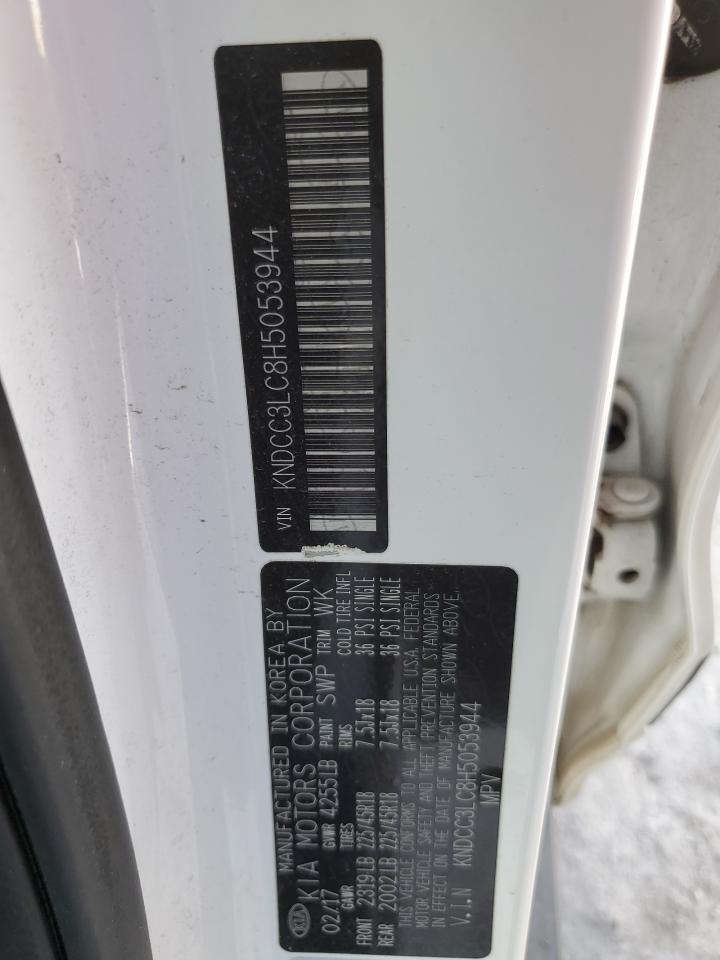 VIN KNDCC3LC8H5053944
MANUFACTURED IN KOREA BY
KIA KIA MOTORS CORPORATION
02/17 GVWR 4255LB PAINT SWP TRIM WK
GAWR TIRES RIMS COLD TIRE INFL
FRONT 2319LB 225/45R18 7.5Jx18 36 PSI SINGLE
REAR 2002LB 225/45R18 7.5Jx18 36 PSI SINGLE
THIS VEHICLE CONFORMS TO ALL APPLICABLE U.S.A. FEDERAL
MOTOR VEHICLE SAFETY AND THEFT PREVENTION STANDARDS
IN EFFECT ON THE DATE OF MANUFACTURE SHOWN ABOVE.
V.I.N KNDCC3LC8H5053944
MPV